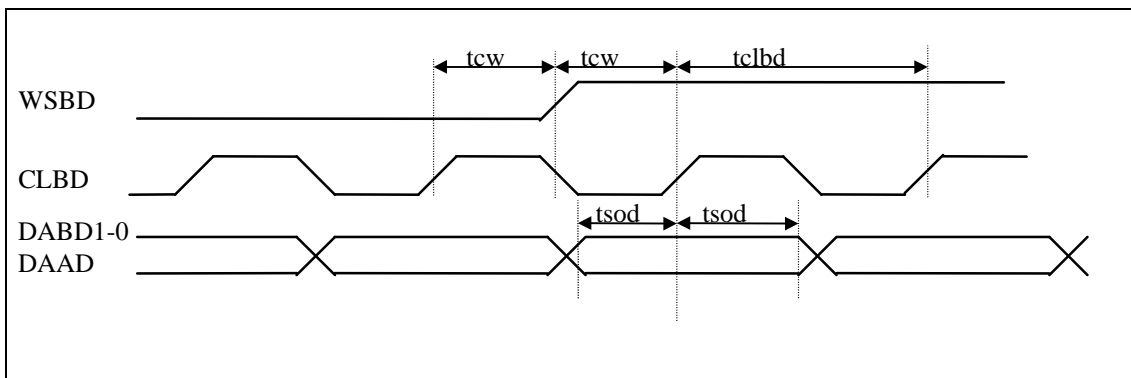 tcw tcw tclbd
WSBD
CLBD
tsod tsod
DABD1-0
DAAD